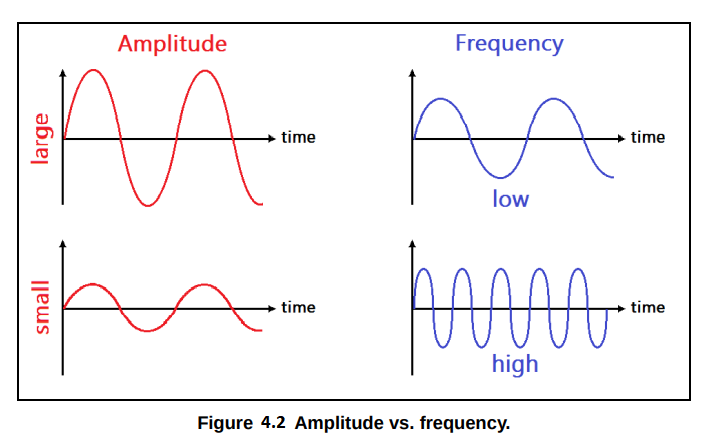 Amplitude
Frequency
large
time
time
low
small
time
time
high
Figure 4.2 Amplitude vs. frequency.